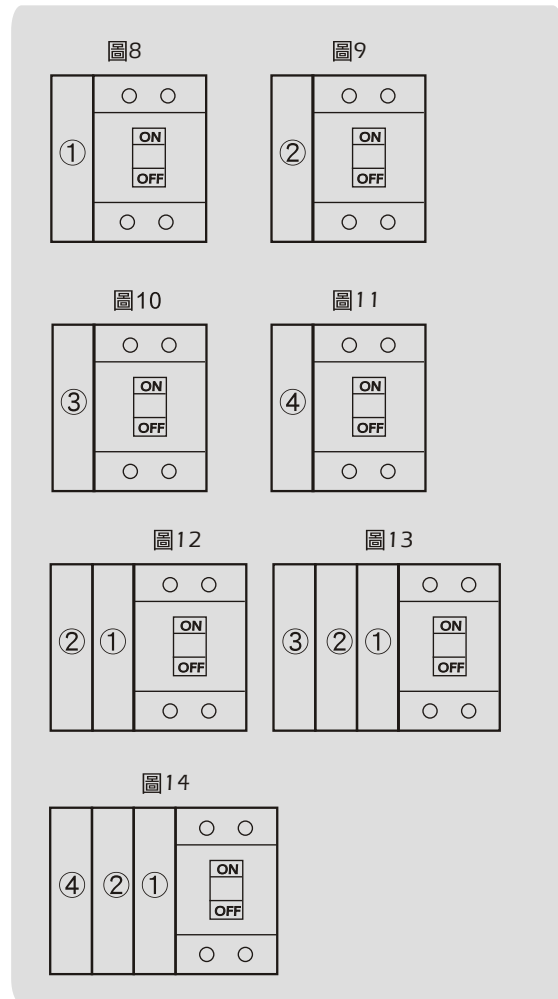 圖8 圖9
ON ON
① ②
OFF OFF
圖10 圖11
ON ON
③ ④
OFF OFF
圖12 圖13
ON ON
② ① ③ ② ①
OFF OFF
圖14
ON
④ ② ①
OFF